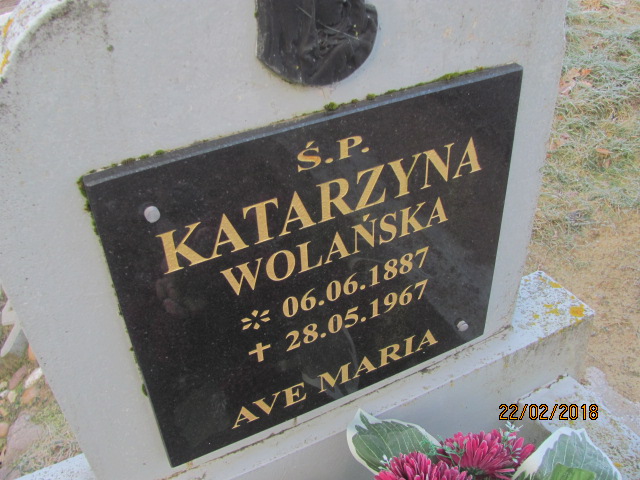 Ś.P.
KATARZYNA
WOLAŃSKA
* 06.06.1887
✝ 28.05.1967
AVE MARIA
22/02/2018